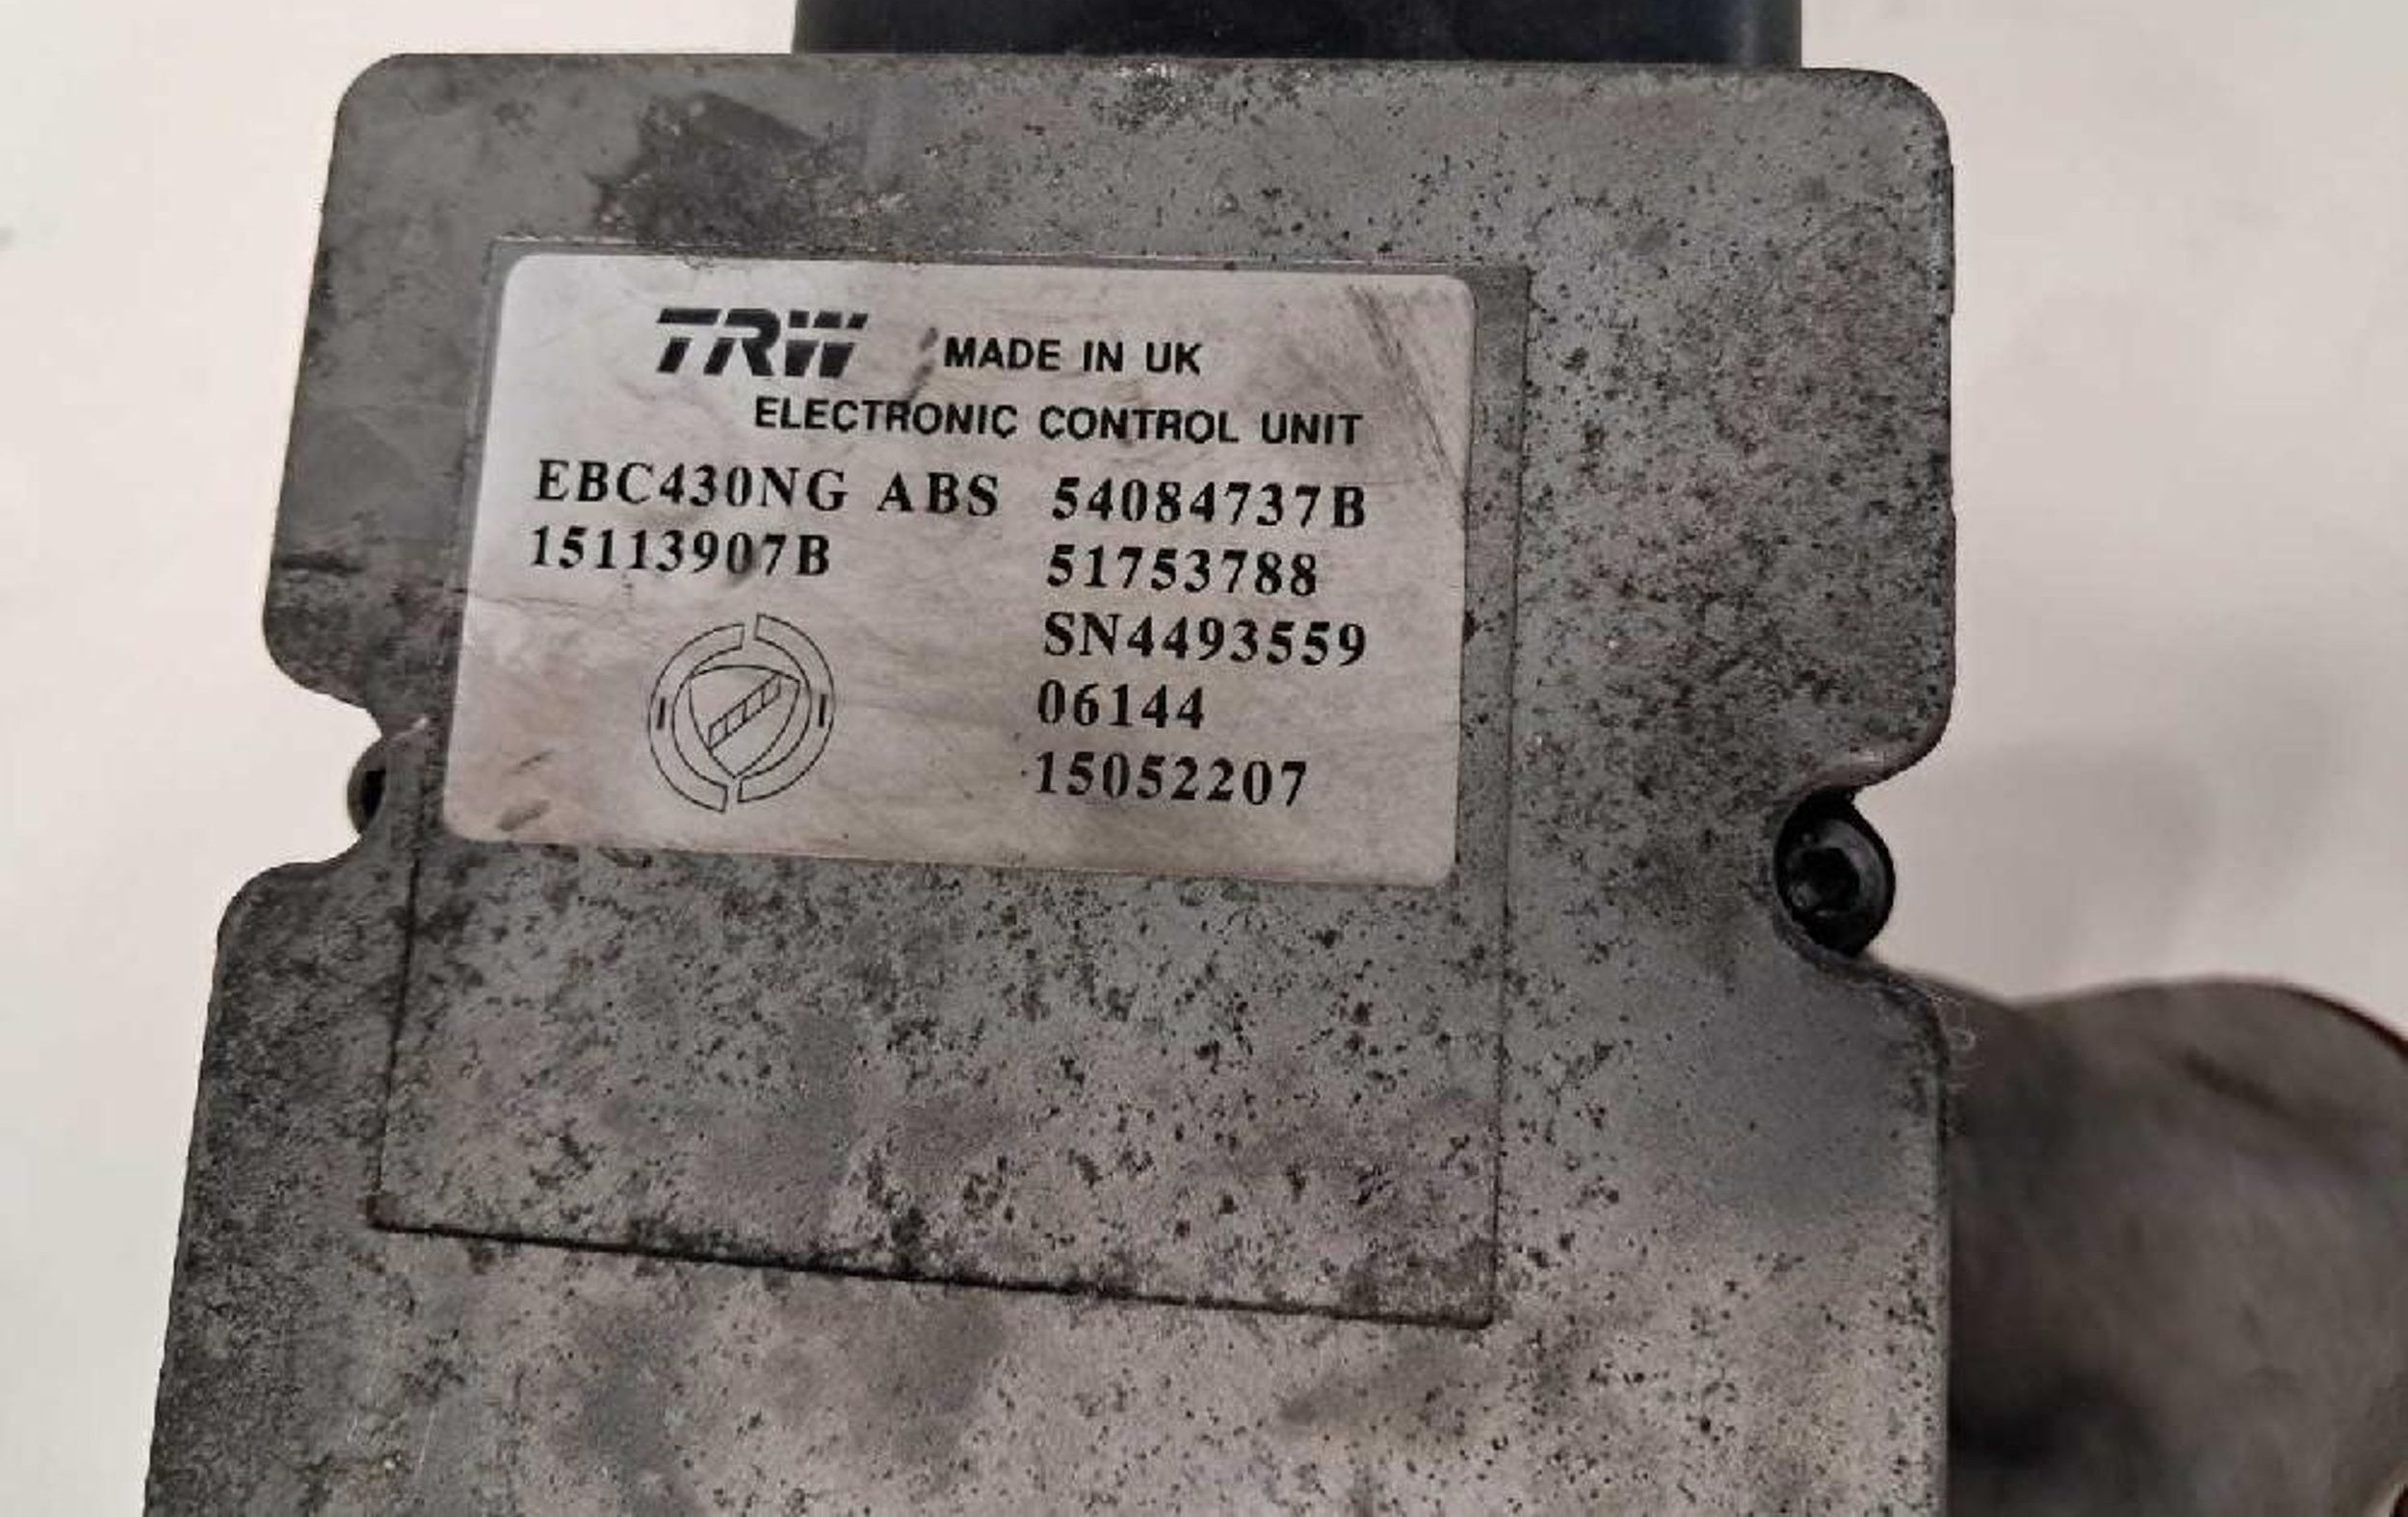 TRW MADE IN UK
ELECTRONIC CONTROL UNIT
EBC430NG ABS 54084737B
15113907B 51753788
SN4493559
06144
15052207